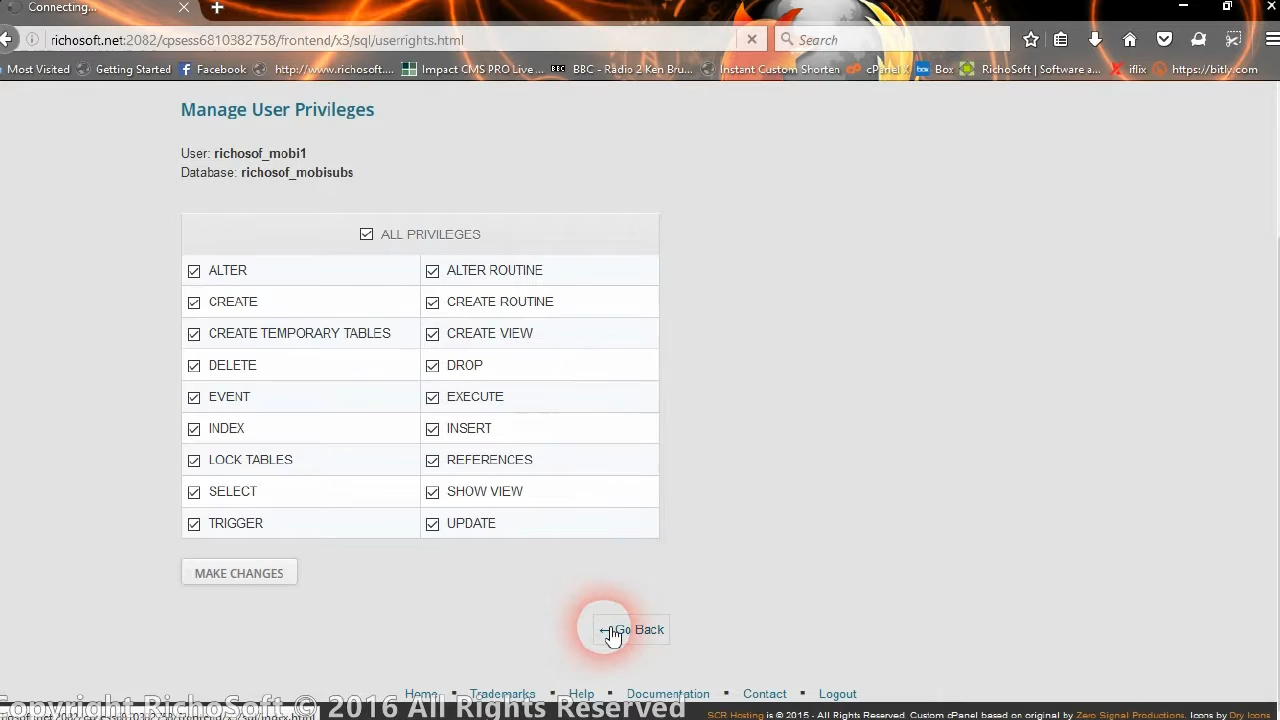 Connecting...
richosoft.net:2082/cpsess6810382758/frontend/x3/sql/userrights.html
Search
Most Visited Getting Started Facebook http://www.richosoft.... Impact CMS PRO Live ... BBC - Radio 2 Ken Bru... Instant Custom Shorten cPanel X Box RichoSoft | Software a... iflix https://bitly.com
Manage User Privileges
User: richosof_mobi1
Database: richosof_mobisubs
ALL PRIVILEGES
ALTER ALTER ROUTINE
CREATE CREATE ROUTINE
CREATE TEMPORARY TABLES CREATE VIEW
DELETE DROP
EVENT EXECUTE
INDEX INSERT
LOCK TABLES REFERENCES
SELECT SHOW VIEW
TRIGGER UPDATE
MAKE CHANGES
←Go Back
Home Trademarks Help Documentation Contact Logout
Copyright RichoSoft © 2016 All Rights Reserved
SCR Hosting is © 2015 - All Rights Reserved. Custom cPanel based on original by Zero Signal Productions. Icons by Dry Icons